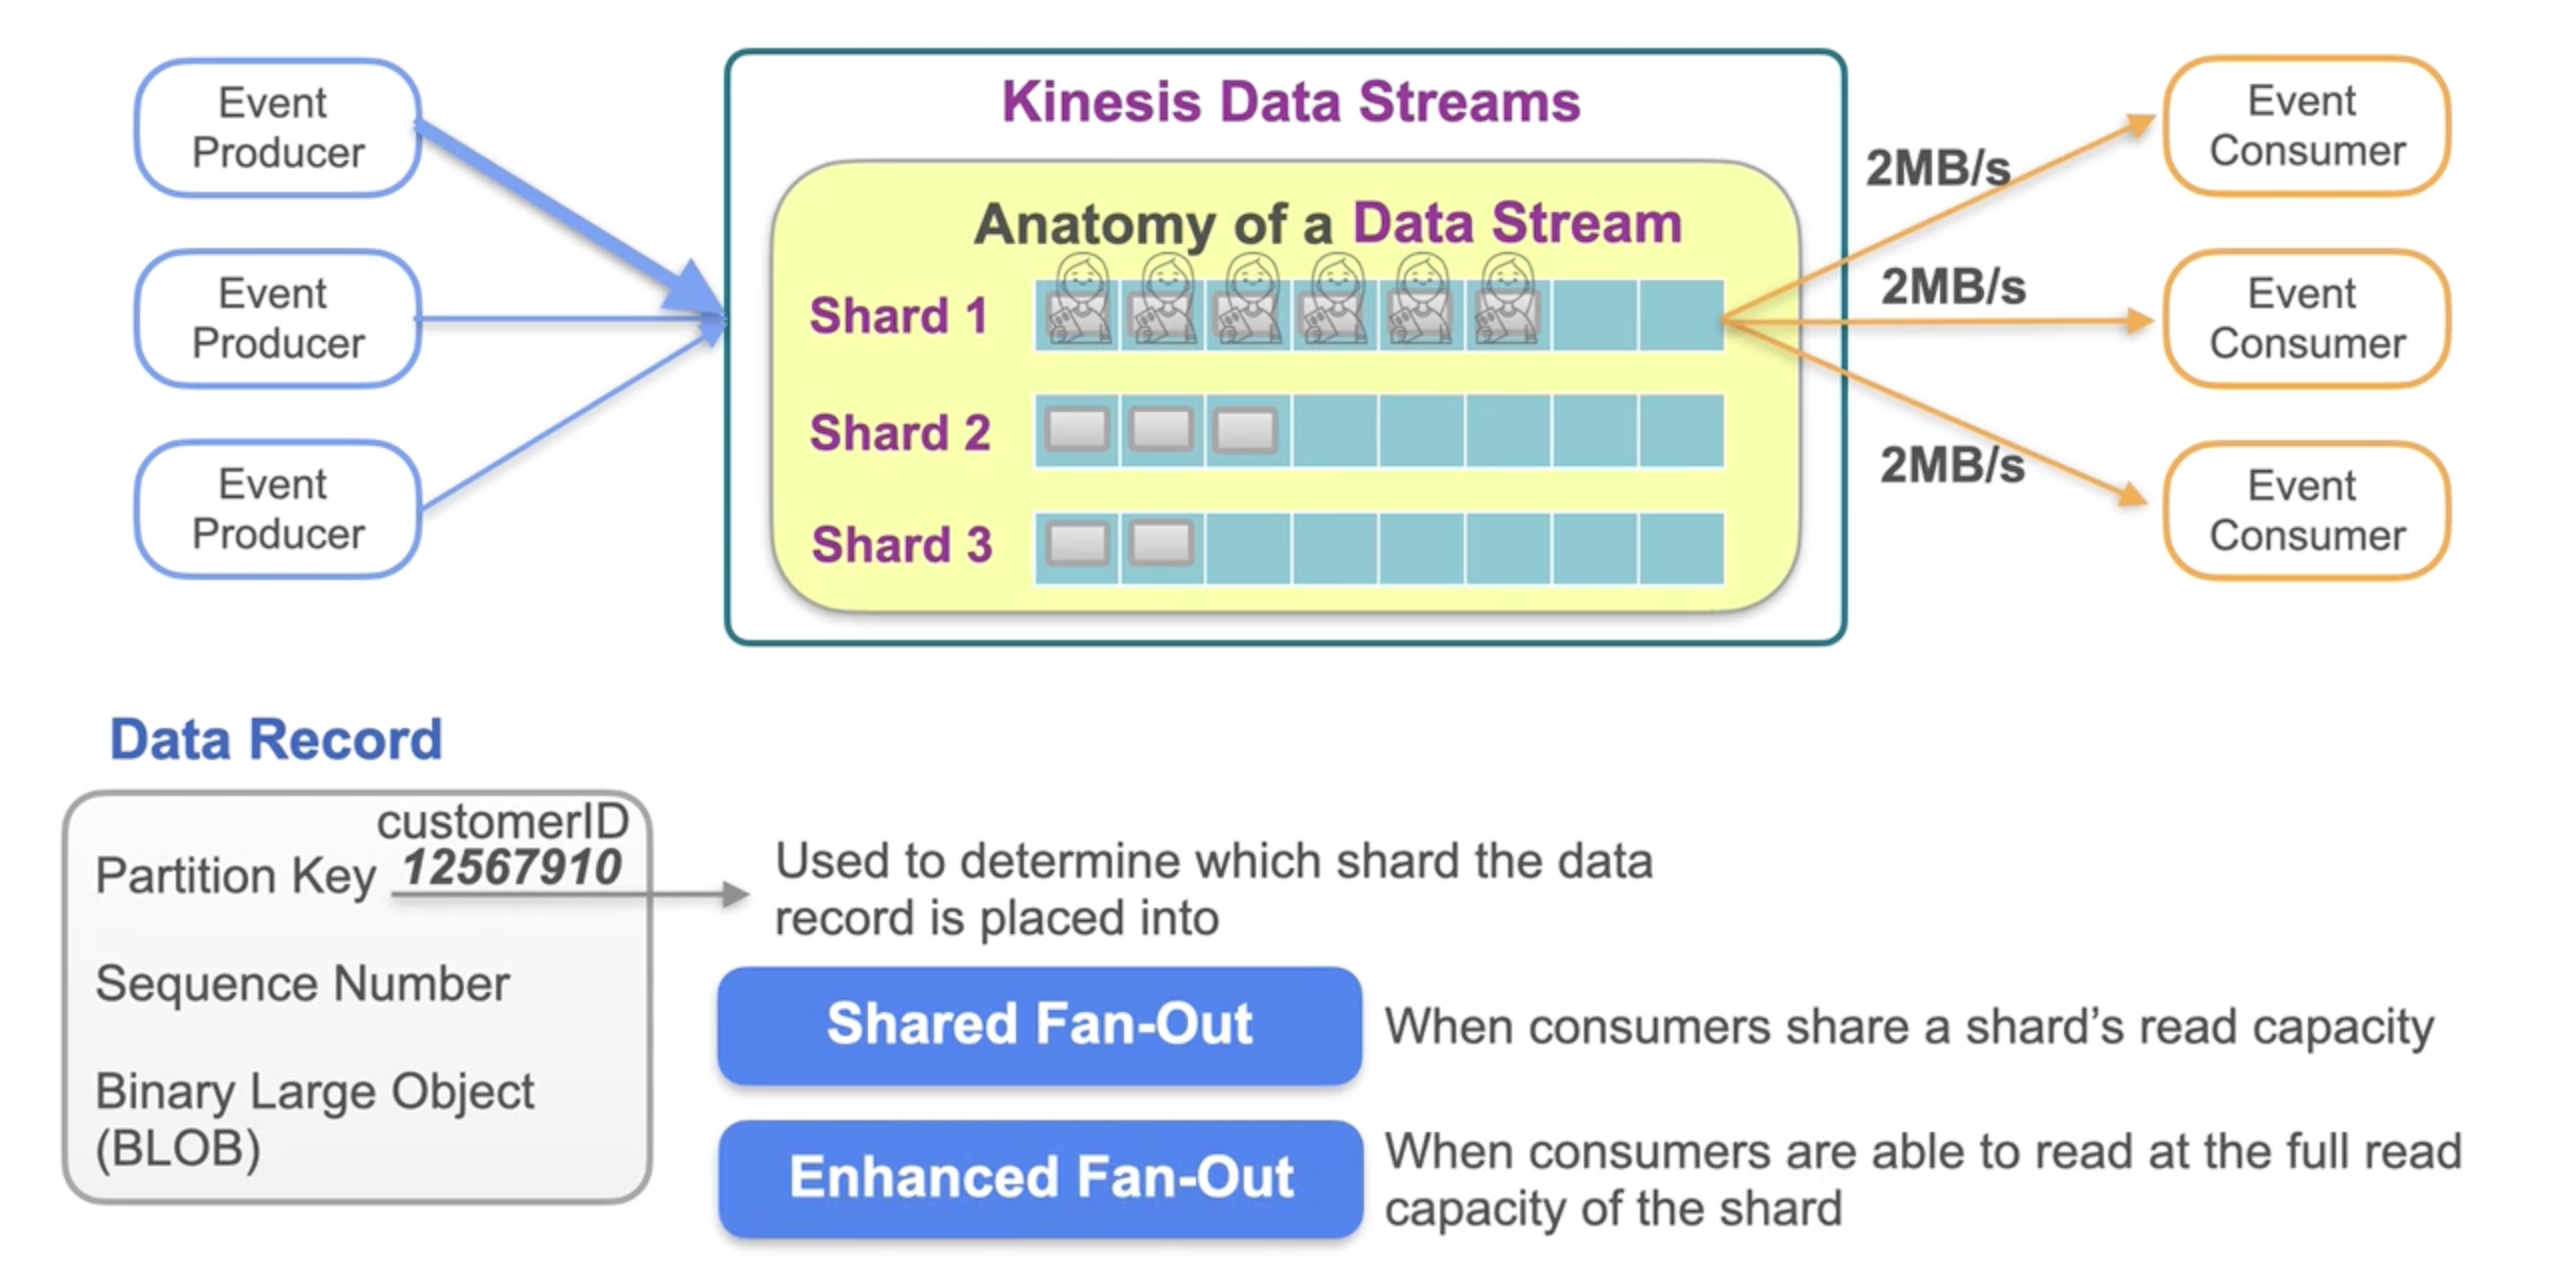 Event
Producer
Event
Producer
Event
Producer
Kinesis Data Streams
Anatomy of a Data Stream
Shard 1
Shard 2
Shard 3
2MB/s
2MB/s
2MB/s
Event
Consumer
Event
Consumer
Event
Consumer
Data Record
customerID
Partition Key 12567910
Sequence Number
Binary Large Object
(BLOB)
Used to determine which shard the data
record is placed into
Shared Fan-Out
When consumers share a shard’s read capacity
Enhanced Fan-Out
When consumers are able to read at the full read
capacity of the shard